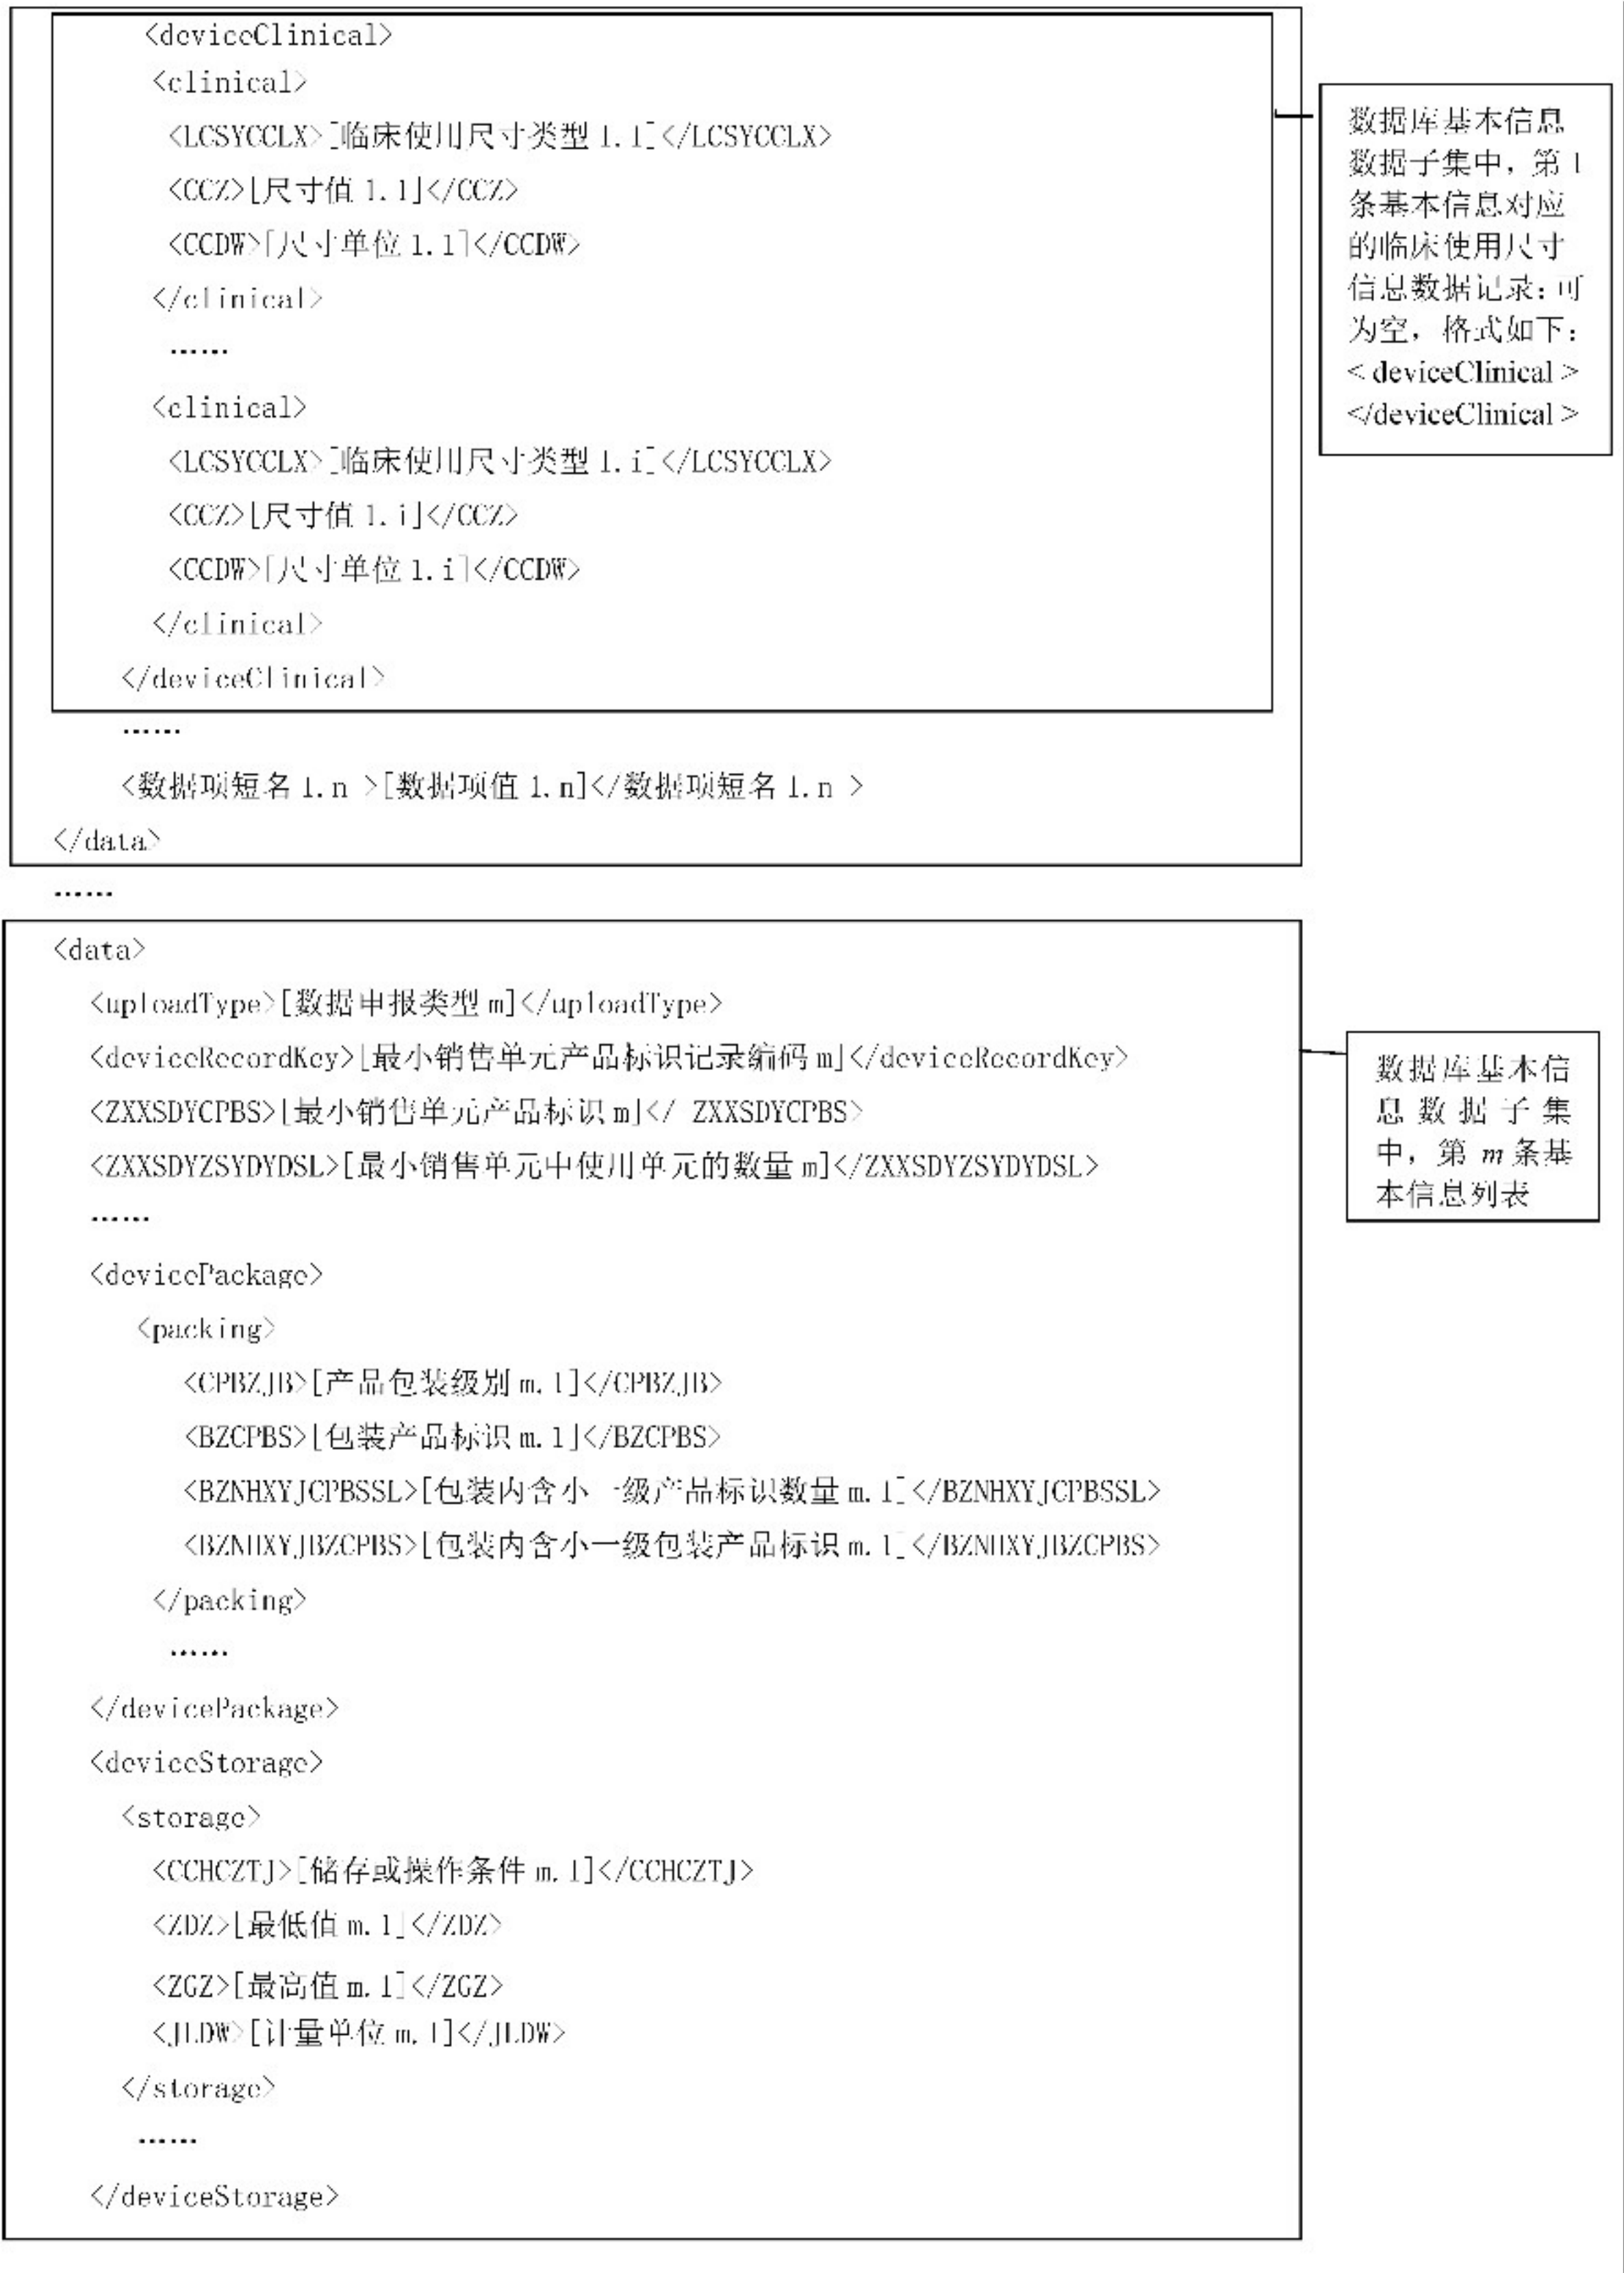 <deviceClinical>
<clinical>
<LCSYCCLX>[临床使用尺寸类型 1.1]</LCSYCCLX>
<CCZ>[尺寸值 1.1]</CCZ>
<CCDW>[尺寸单位 1.1]</CCDW>
</clinical>
……
<clinical>
<LCSYCCLX>[临床使用尺寸类型 1.i]</LCSYCCLX>
<CCZ>[尺寸值 1.i]</CCZ>
<CCDW>[尺寸单位 1.i]</CCDW>
</clinical>
</deviceClinical>
……
<数据项短名 1.n >[数据项值 1.n]</数据项短名 1.n >
</data>
……
数据库基本信息
数据子集中，第 1
条基本信息对应
的临床使用尺寸
信息数据记录：可
为空，格式如下：
< deviceClinical >
</deviceClinical >
<data>
<uploadType>[数据申报类型 m]</uploadType>
<deviceRecordKey>[最小销售单元产品标识记录编码 m]</deviceRecordKey>
<ZXXSDYCPBS>[最小销售单元产品标识 m]</ ZXXSDYCPBS>
<ZXXSDYZSYDYDSL>[最小销售单元中使用单元的数量 m]</ZXXSDYZSYDYDSL>
……
<devicePackage>
<packing>
<CPBZJB>[产品包装级别 m.1]</CPBZJB>
<BZCPBS>[包装产品标识 m.1]</BZCPBS>
<BZNHXYJCPBSSL>[包装内含小一级产品标识数量 m.1]</BZNHXYJCPBSSL>
<BZNHXYJBZCPBS>[包装内含小一级包装产品标识 m.1]</BZNHXYJBZCPBS>
</packing>
……
</devicePackage>
<deviceStorage>
<storage>
<CCHCZTJ>[储存或操作条件 m.1]</CCHCZTJ>
<ZDZ>[最低值 m.1]</ZDZ>
<ZGZ>[最高值 m.1]</ZGZ>
<JLDW>[计量单位 m.1]</JLDW>
</storage>
……
</deviceStorage>
数据库基本信
息数据子集
中，第 m 条基
本信息列表